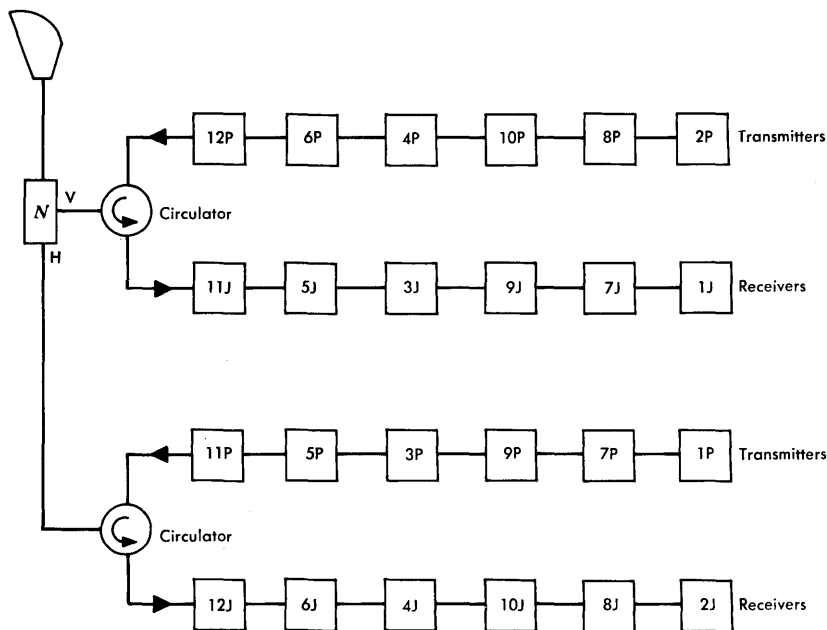 12P 6P 4P 10P 8P 2P Transmitters
V
N
Circulator
H
11J 5J 3J 9J 7J 1J Receivers
11P 5P 3P 9P 7P 1P Transmitters
Circulator
12J 6J 4J 10J 8J 2J Receivers